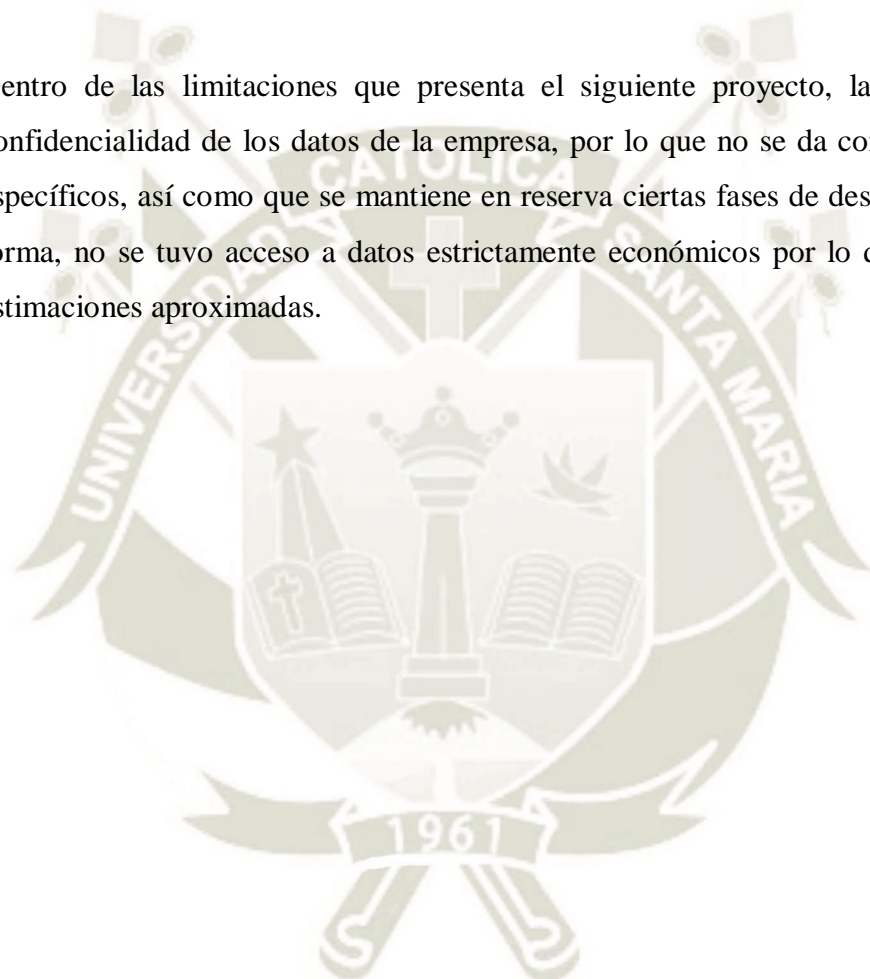 entro de las limitaciones que presenta el siguiente proyecto, la
onfidencialidad de los datos de la empresa, por lo que no se da co
specíficos, así como que se mantiene en reserva ciertas fases de des
orma, no se tuvo acceso a datos estrictamente económicos por lo
stimaciones aproximadas.
UNIVERSIDAD CATOLICA SANTA MARIA
1961